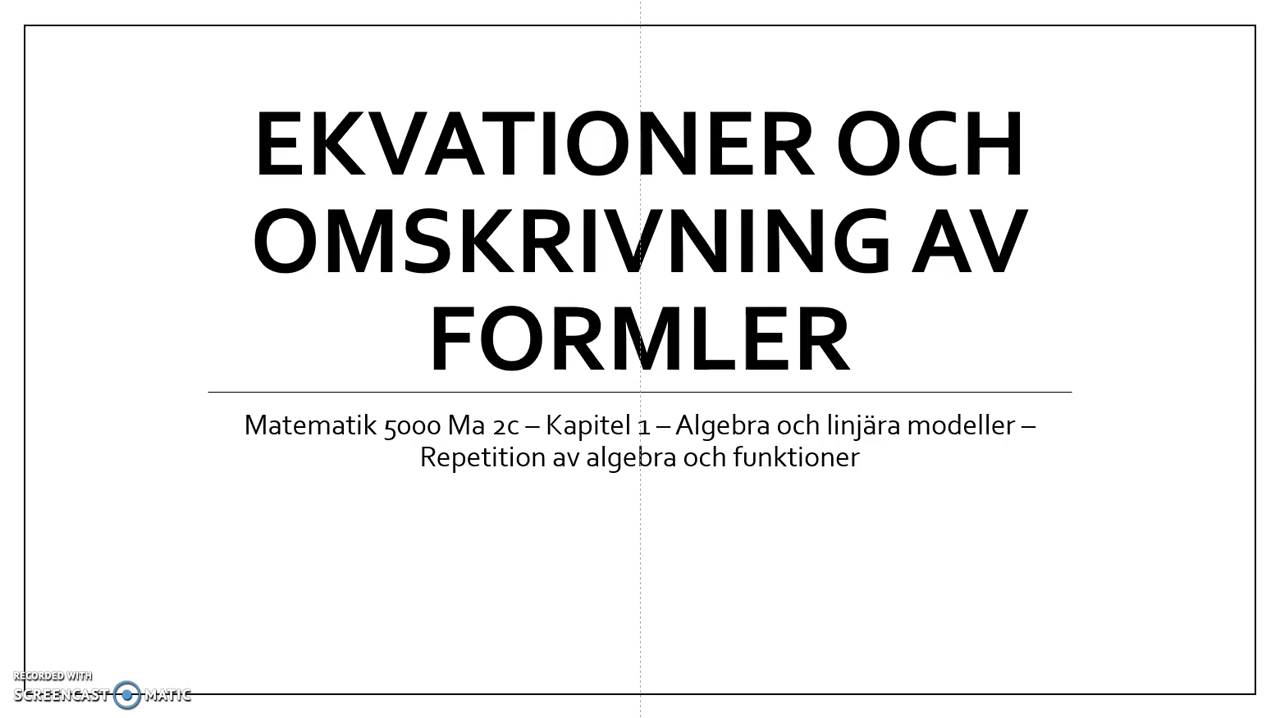 EKVATIONER OCH
OMSKRIVNING AV
FORMLER
Matematik 5000 Ma 2c – Kapitel 1 – Algebra och linjära modeller –
Repetition av algebra och funktioner
RECORDED WITH
SCREENCAST MATIC